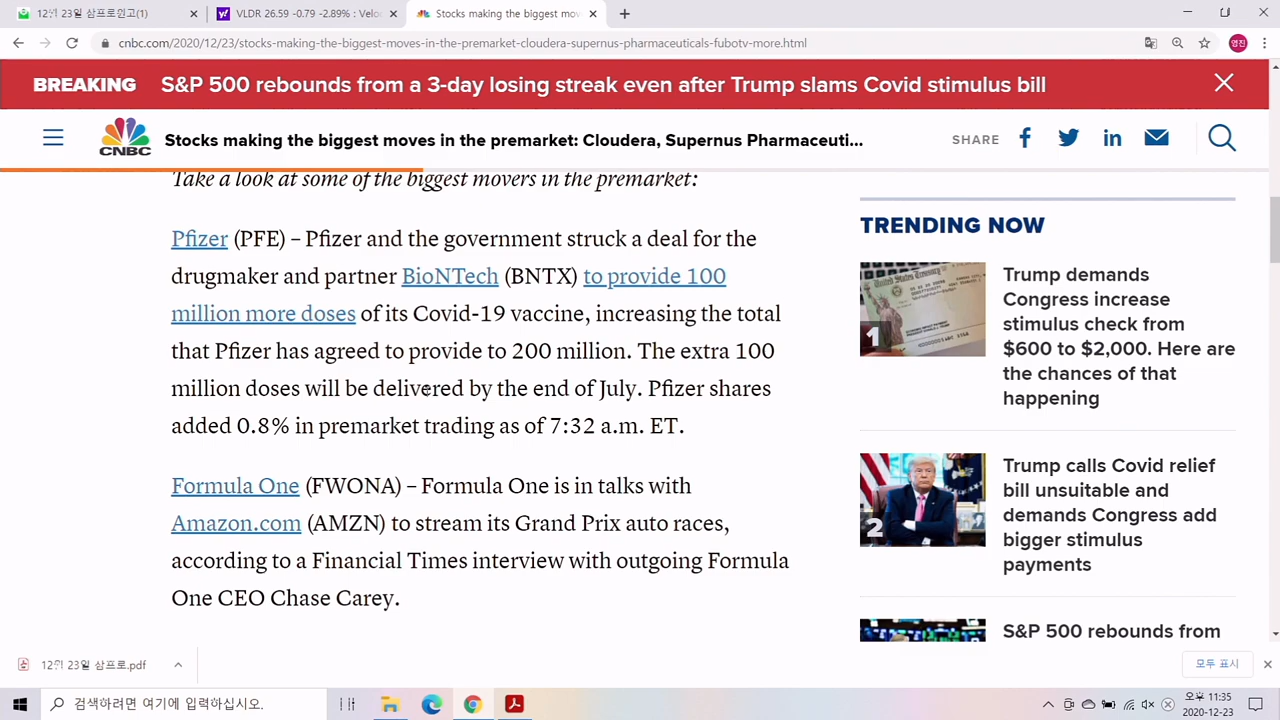 12월 23일 삼프로원고(1)
VLDR 26.59 -0.79 -2.89% : Velo
Stocks making the biggest mov
cnbc.com/2020/12/23/stocks-making-the-biggest-moves-in-the-premarket-cloudera-supernus-pharmaceuticals-fubotv-more.html
영진
BREAKING S&P 500 rebounds from a 3-day losing streak even after Trump slams Covid stimulus bill
CNBC
Stocks making the biggest moves in the premarket: Cloudera, Supernus Pharmaceuti...
SHARE
Take a look at some of the biggest movers in the premarket:
Pfizer (PFE) – Pfizer and the government struck a deal for the
drugmaker and partner BioNTech (BNTX) to provide 100
million more doses of its Covid-19 vaccine, increasing the total
that Pfizer has agreed to provide to 200 million. The extra 100
million doses will be delivered by the end of July. Pfizer shares
added 0.8% in premarket trading as of 7:32 a.m. ET.
Formula One (FWONA) – Formula One is in talks with
Amazon.com (AMZN) to stream its Grand Prix auto races,
according to a Financial Times interview with outgoing Formula
One CEO Chase Carey.
TRENDING NOW
1
Trump demands
Congress increase
stimulus check from
$600 to $2,000. Here are
the chances of that
happening
2
Trump calls Covid relief
bill unsuitable and
demands Congress add
bigger stimulus
payments
S&P 500 rebounds from
12월 23일 삼프로.pdf
모두 표시
검색하려면 여기에 입력하십시오.
오후 11:35
2020-12-23